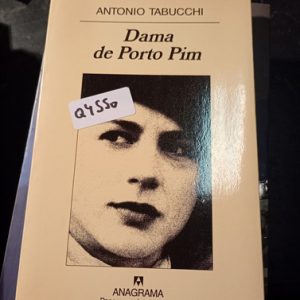 ANTONIO TABUCCHI
Dama
de Porto Pim
Q4550
ANAGRAMA